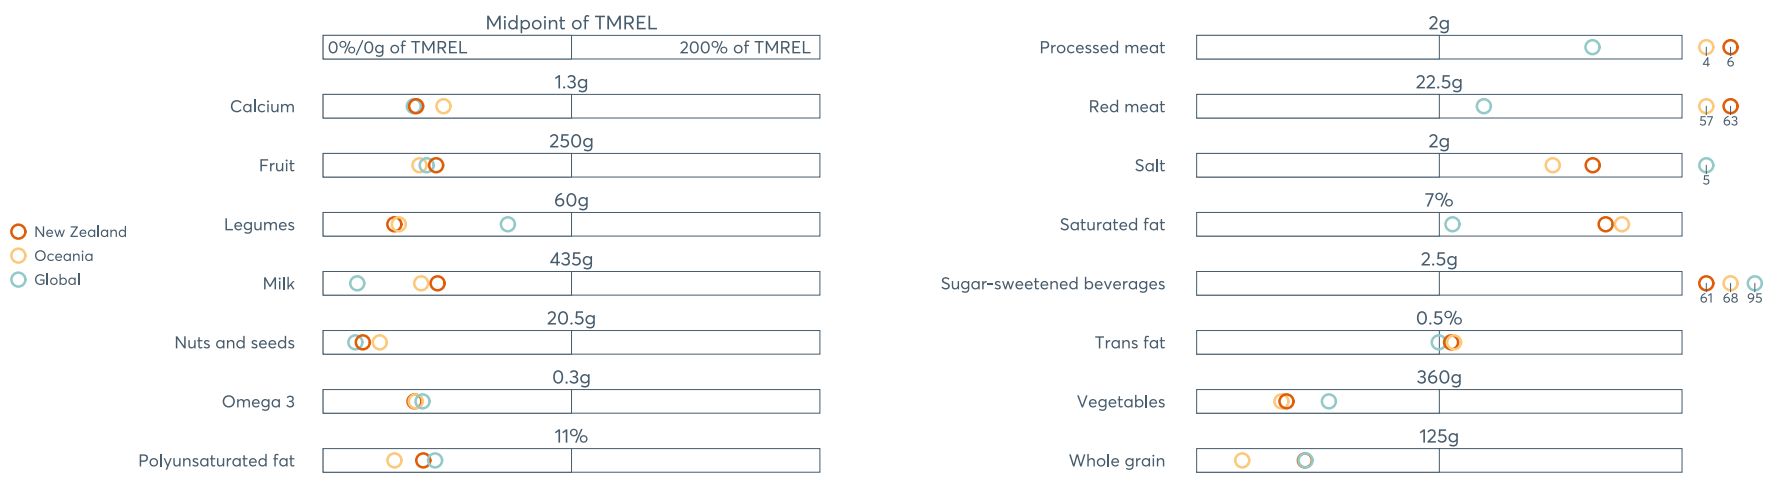 Midpoint of TMREL
0%/0g of TMREL 200% of TMREL
1.3g
Calcium
250g
Fruit
60g
Legumes
435g
Milk
20.5g
Nuts and seeds
0.3g
Omega 3
11%
Polyunsaturated fat
New Zealand
Oceania
Global
2g
Processed meat
4 6
22.5g
Red meat
57 63
2g
Salt
5
7%
Saturated fat
2.5g
Sugar-sweetened beverages
61 68 95
0.5%
Trans fat
360g
Vegetables
125g
Whole grain